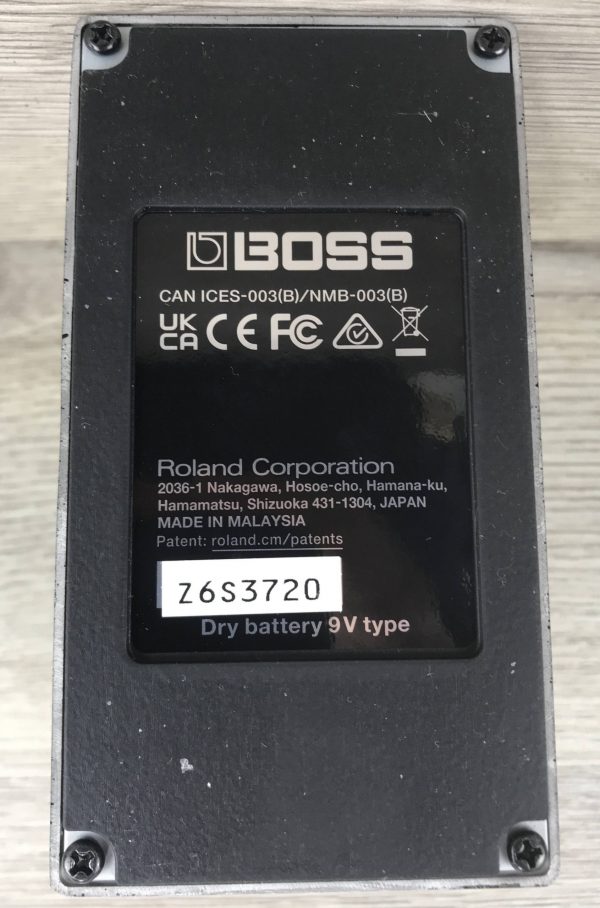 BOSS
CAN ICES-003(B)/NMB-003(B)
UK CA CE FC
Roland Corporation
2036-1 Nakagawa, Hosoe-cho, Hamana-ku,
Hamamatsu, Shizuoka 431-1304, JAPAN
MADE IN MALAYSIA
Patent: roland.cm/patents
Z6S3720
Dry battery 9V type